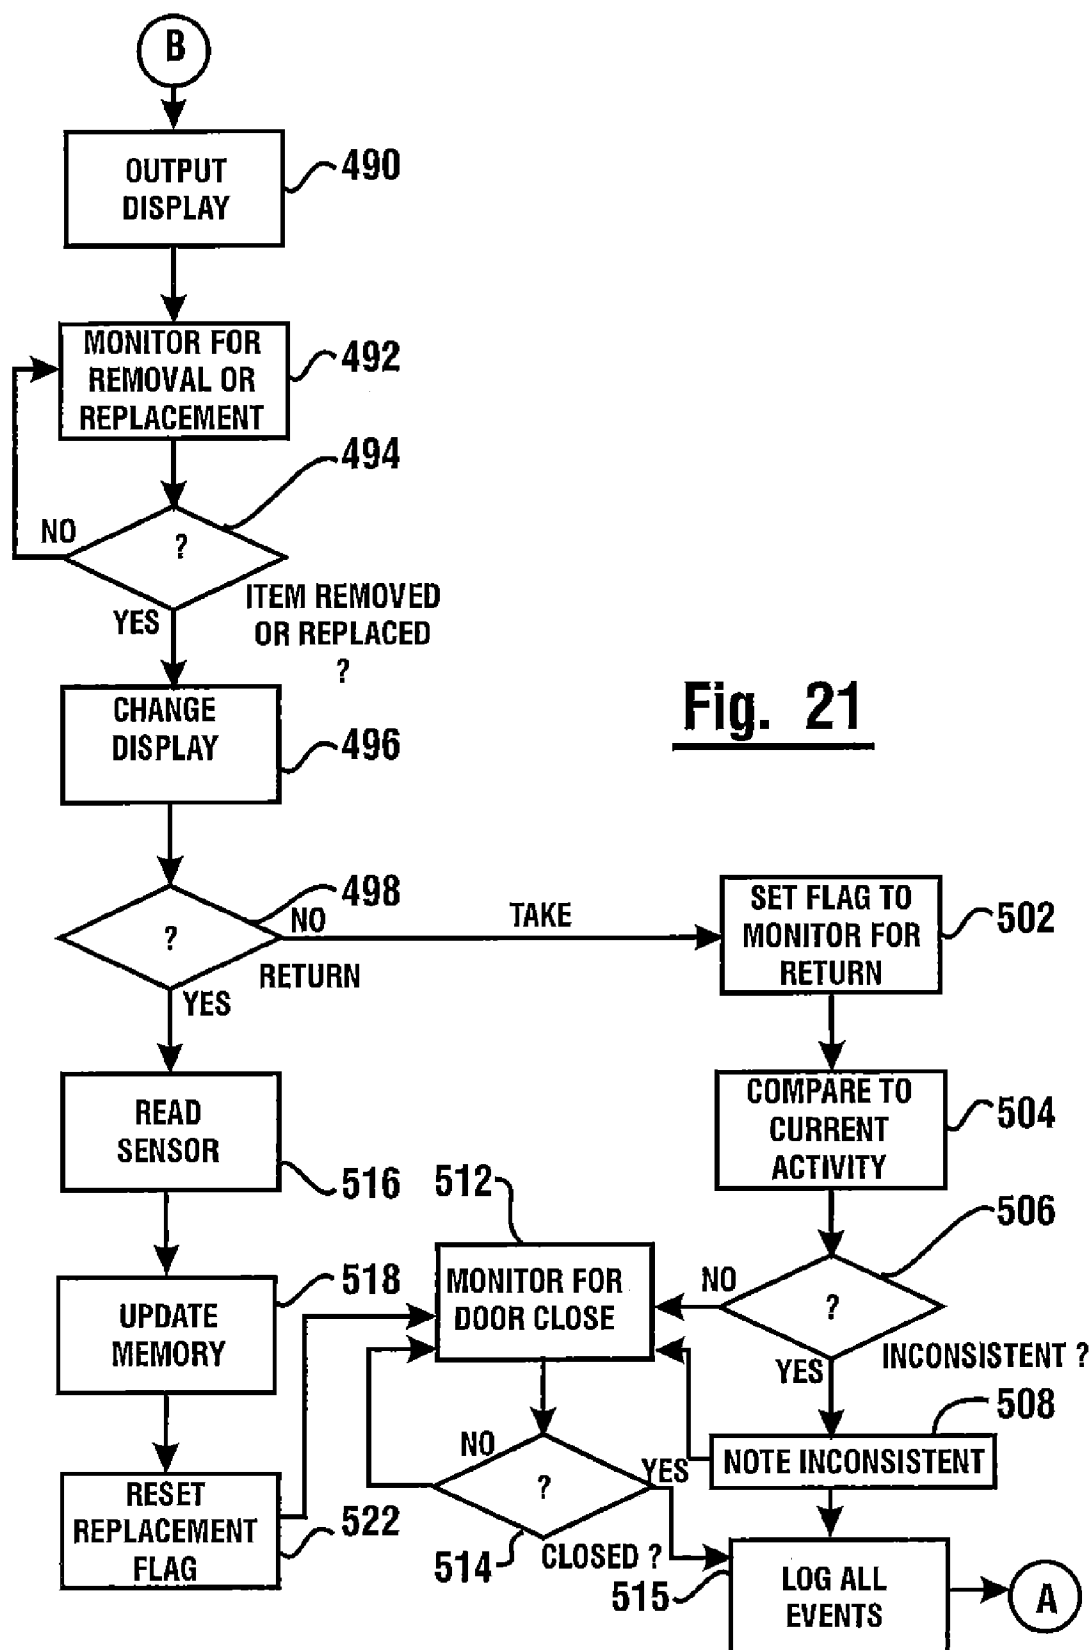 B
OUTPUT
DISPLAY
490
MONITOR FOR
REMOVAL OR
REPLACEMENT
492
494
NO
?
YES
ITEM REMOVED
OR REPLACED
?
CHANGE
DISPLAY
496
Fig. 21
498
?
NO
RETURN
YES
TAKE
SET FLAG TO
MONITOR FOR
RETURN
502
COMPARE TO
CURRENT
ACTIVITY
504
READ
SENSOR
516
512
506
MONITOR FOR
DOOR CLOSE
NO
?
YES
INCONSISTENT ?
UPDATE
MEMORY
518
508
NOTE INCONSISTENT
NO
?
YES
514
CLOSED ?
RESET
REPLACEMENT
FLAG
522
515
LOG ALL
EVENTS
A